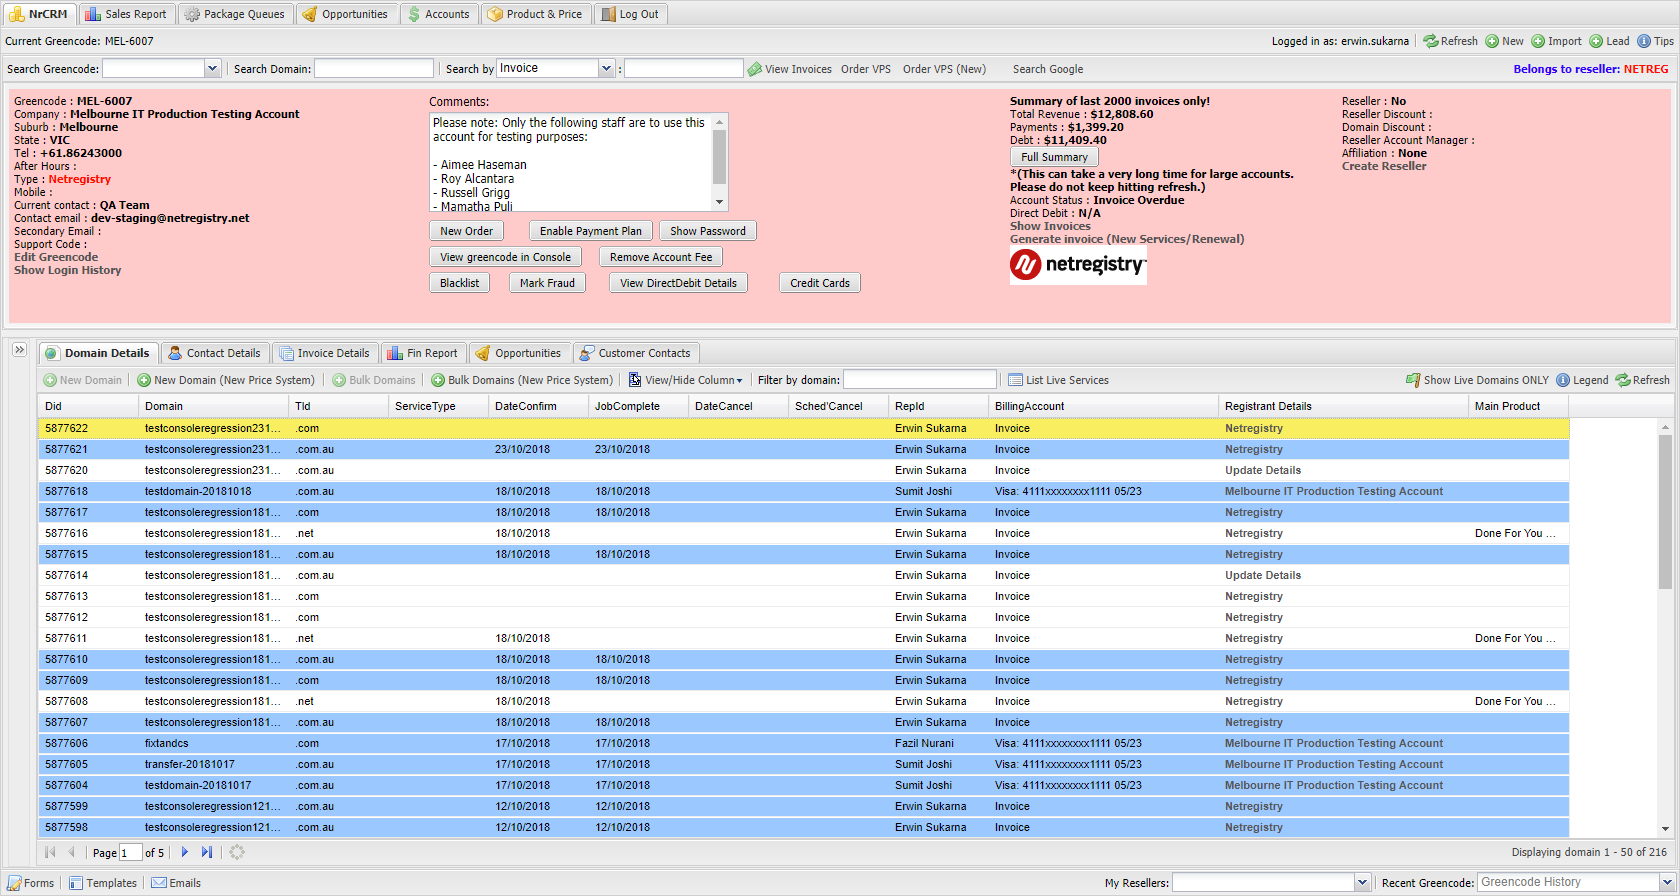 NrCRM Sales Report Package Queues Opportunities Accounts Product & Price Log Out
Current Greencode: MEL-6007 Logged in as: erwin.sukarna Refresh New Import Lead Tips
Search Greencode: Search Domain: Search by Invoice : View Invoices Order VPS Order VPS (New) Search Google Belongs to reseller: NETREG
Greencode : MEL-6007
Company : Melbourne IT Production Testing Account
Suburb : Melbourne
State : VIC
Tel : +61.86243000
After Hours :
Type : Netregistry
Mobile :
Current contact : QA Team
Contact email : dev-staging@netregistry.net
Secondary Email :
Support Code :
Edit Greencode
Show Login History
Comments:
Please note: Only the following staff are to use this
account for testing purposes:
- Aimee Haseman
- Roy Alcantara
- Russell Grigg
- Mamatha Puli
New Order Enable Payment Plan Show Password
View greencode in Console Remove Account Fee
Blacklist Mark Fraud View DirectDebit Details Credit Cards
Summary of last 2000 invoices only!
Total Revenue : $12,808.60
Payments : $1,399.20
Debt : $11,409.40
Full Summary
*(This can take a very long time for large accounts.
Please do not keep hitting refresh.)
Account Status : Invoice Overdue
Direct Debit : N/A
Show Invoices
Generate invoice (New Services/Renewal)
netregistry
Reseller : No
Reseller Discount :
Domain Discount :
Reseller Account Manager :
Affiliation : None
Create Reseller
Domain Details Contact Details Invoice Details Fin Report Opportunities Customer Contacts
New Domain New Domain (New Price System) Bulk Domains Bulk Domains (New Price System) View/Hide Column Filter by domain: List Live Services Show Live Domains ONLY Legend Refresh
Did Domain Tld ServiceType DateConfirm JobComplete DateCancel Sched'Cancel RepId BillingAccount Registrant Details Main Product
5877622 testconsoleregression231... .com Erwin Sukarna Invoice Netregistry
5877621 testconsoleregression231... .com.au 23/10/2018 23/10/2018 Erwin Sukarna Invoice Netregistry
5877620 testconsoleregression231... .com.au Erwin Sukarna Invoice Update Details
5877618 testdomain-20181018 .com.au 18/10/2018 18/10/2018 Sumit Joshi Visa: 4111xxxxxxxx1111 05/23 Melbourne IT Production Testing Account
5877617 testconsoleregression181... .com 18/10/2018 18/10/2018 Erwin Sukarna Invoice Netregistry
5877616 testconsoleregression181... .net 18/10/2018 Erwin Sukarna Invoice Netregistry Done For You ...
5877615 testconsoleregression181... .com.au 18/10/2018 18/10/2018 Erwin Sukarna Invoice Netregistry
5877614 testconsoleregression181... .com.au Erwin Sukarna Invoice Update Details
5877613 testconsoleregression181... .com Erwin Sukarna Invoice Netregistry
5877612 testconsoleregression181... .com Erwin Sukarna Invoice Netregistry
5877611 testconsoleregression181... .net 18/10/2018 Erwin Sukarna Invoice Netregistry Done For You ...
5877610 testconsoleregression181... .com.au 18/10/2018 18/10/2018 Erwin Sukarna Invoice Netregistry
5877609 testconsoleregression181... .com 18/10/2018 18/10/2018 Erwin Sukarna Invoice Netregistry
5877608 testconsoleregression181... .net 18/10/2018 Erwin Sukarna Invoice Netregistry Done For You ...
5877607 testconsoleregression181... .com.au 18/10/2018 18/10/2018 Erwin Sukarna Invoice Netregistry
5877606 fixtandcs .com 17/10/2018 17/10/2018 Fazil Nurani Visa: 4111xxxxxxxx1111 05/23 Melbourne IT Production Testing Account
5877605 transfer-20181017 .com.au 17/10/2018 17/10/2018 Sumit Joshi Visa: 4111xxxxxxxx1111 05/23 Melbourne IT Production Testing Account
5877604 testdomain-20181017 .com.au 17/10/2018 17/10/2018 Sumit Joshi Visa: 4111xxxxxxxx1111 05/23 Melbourne IT Production Testing Account
5877599 testconsoleregression121... .com.au 12/10/2018 12/10/2018 Erwin Sukarna Invoice Netregistry
5877598 testconsoleregression121... .com.au 12/10/2018 12/10/2018 Erwin Sukarna Invoice Netregistry
Page 1 of 5 Displaying domain 1 - 50 of 216
Forms Templates Emails My Resellers: Recent Greencode: Greencode History